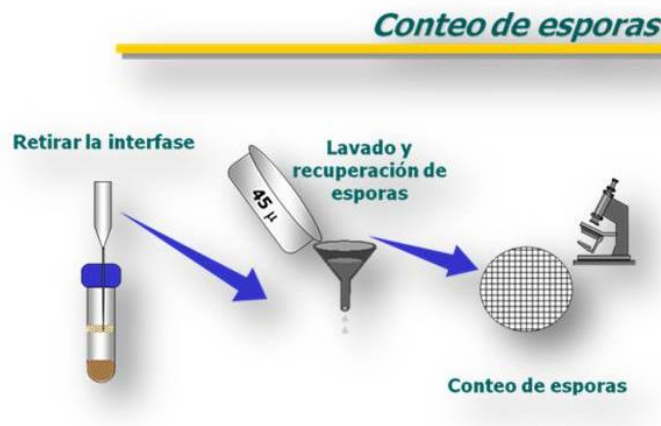 Conteo de esporas
Retirar la interfase
Lavado y
recuperación de
esporas
45 µ
Conteo de esporas